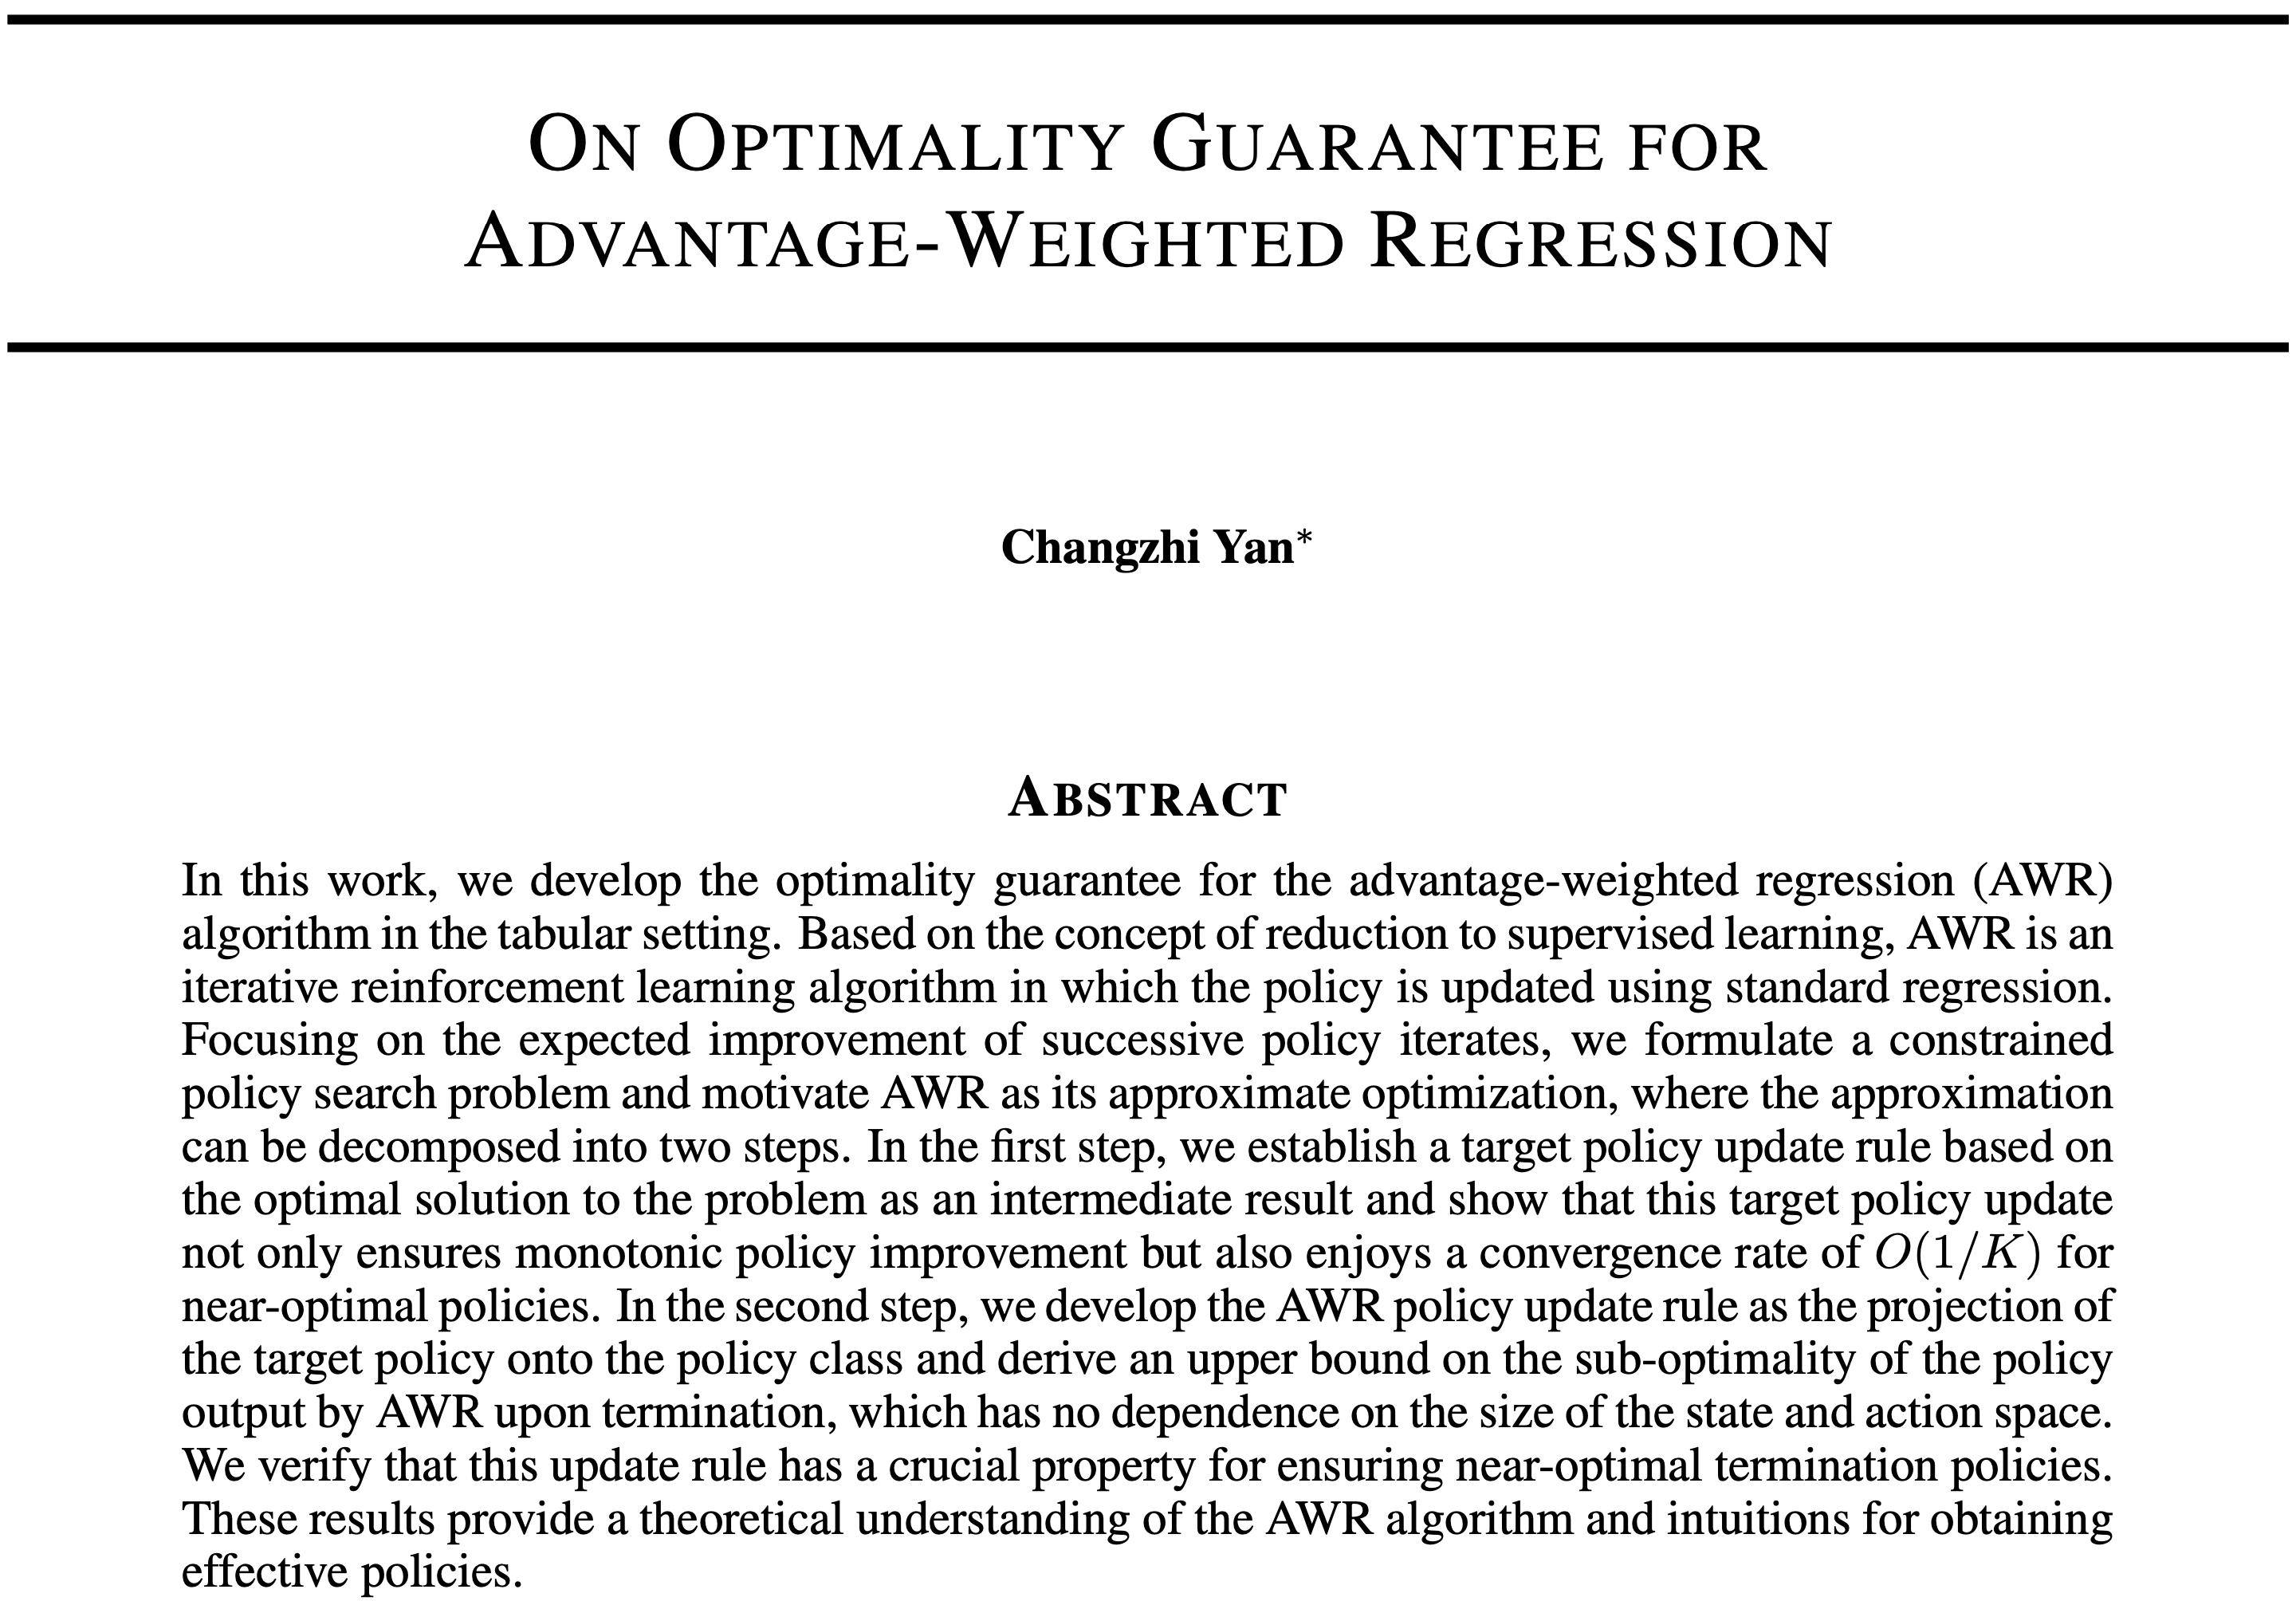 ON OPTIMALITY GUARANTEE FOR
ADVANTAGE-WEIGHTED REGRESSION
Changzhi Yan*
ABSTRACT
In this work, we develop the optimality guarantee for the advantage-weighted regression (AWR)
algorithm in the tabular setting. Based on the concept of reduction to supervised learning, AWR is an
iterative reinforcement learning algorithm in which the policy is updated using standard regression.
Focusing on the expected improvement of successive policy iterates, we formulate a constrained
policy search problem and motivate AWR as its approximate optimization, where the approximation
can be decomposed into two steps. In the first step, we establish a target policy update rule based on
the optimal solution to the problem as an intermediate result and show that this target policy update
not only ensures monotonic policy improvement but also enjoys a convergence rate of O(1/K) for
near-optimal policies. In the second step, we develop the AWR policy update rule as the projection of
the target policy onto the policy class and derive an upper bound on the sub-optimality of the policy
output by AWR upon termination, which has no dependence on the size of the state and action space.
We verify that this update rule has a crucial property for ensuring near-optimal termination policies.
These results provide a theoretical understanding of the AWR algorithm and intuitions for obtaining
effective policies.